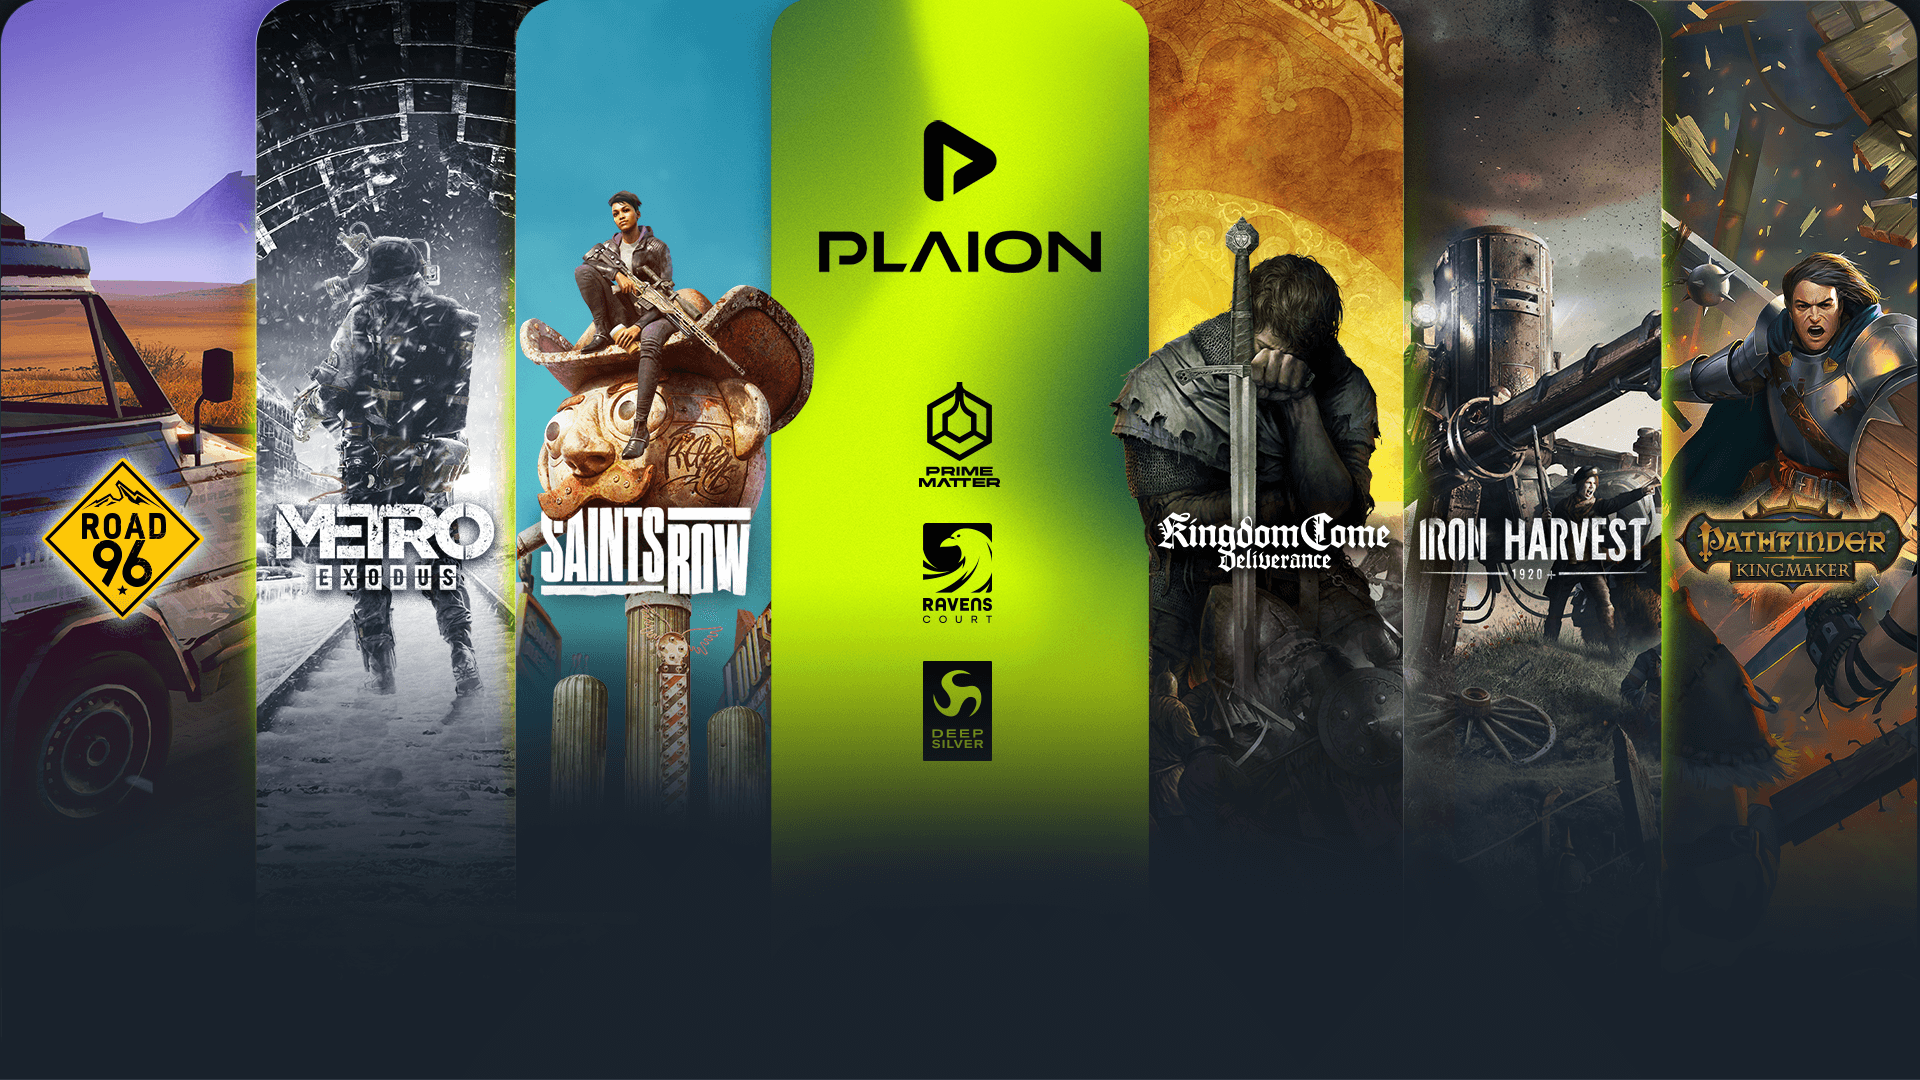 ROAD
96
METRO
EXODUS
SAINTS
ROW
PLAION
PRIME
MATTER
RAVENS
COURT
DEEP
SILVER
Kingdom Come
Deliverance
IRON HARVEST
1920+
PATHFINDER
KINGMAKER